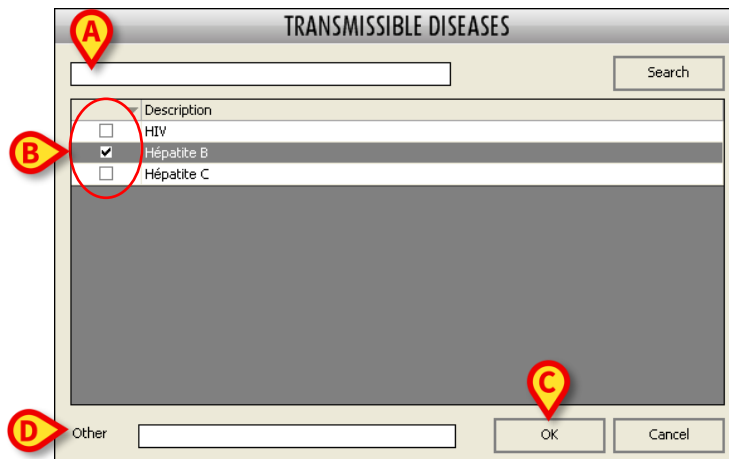 TRANSMISSIBLE DISEASES
A
Search
Description
HIV
B
Hépatite B
Hépatite C
C
D
Other
OK
Cancel